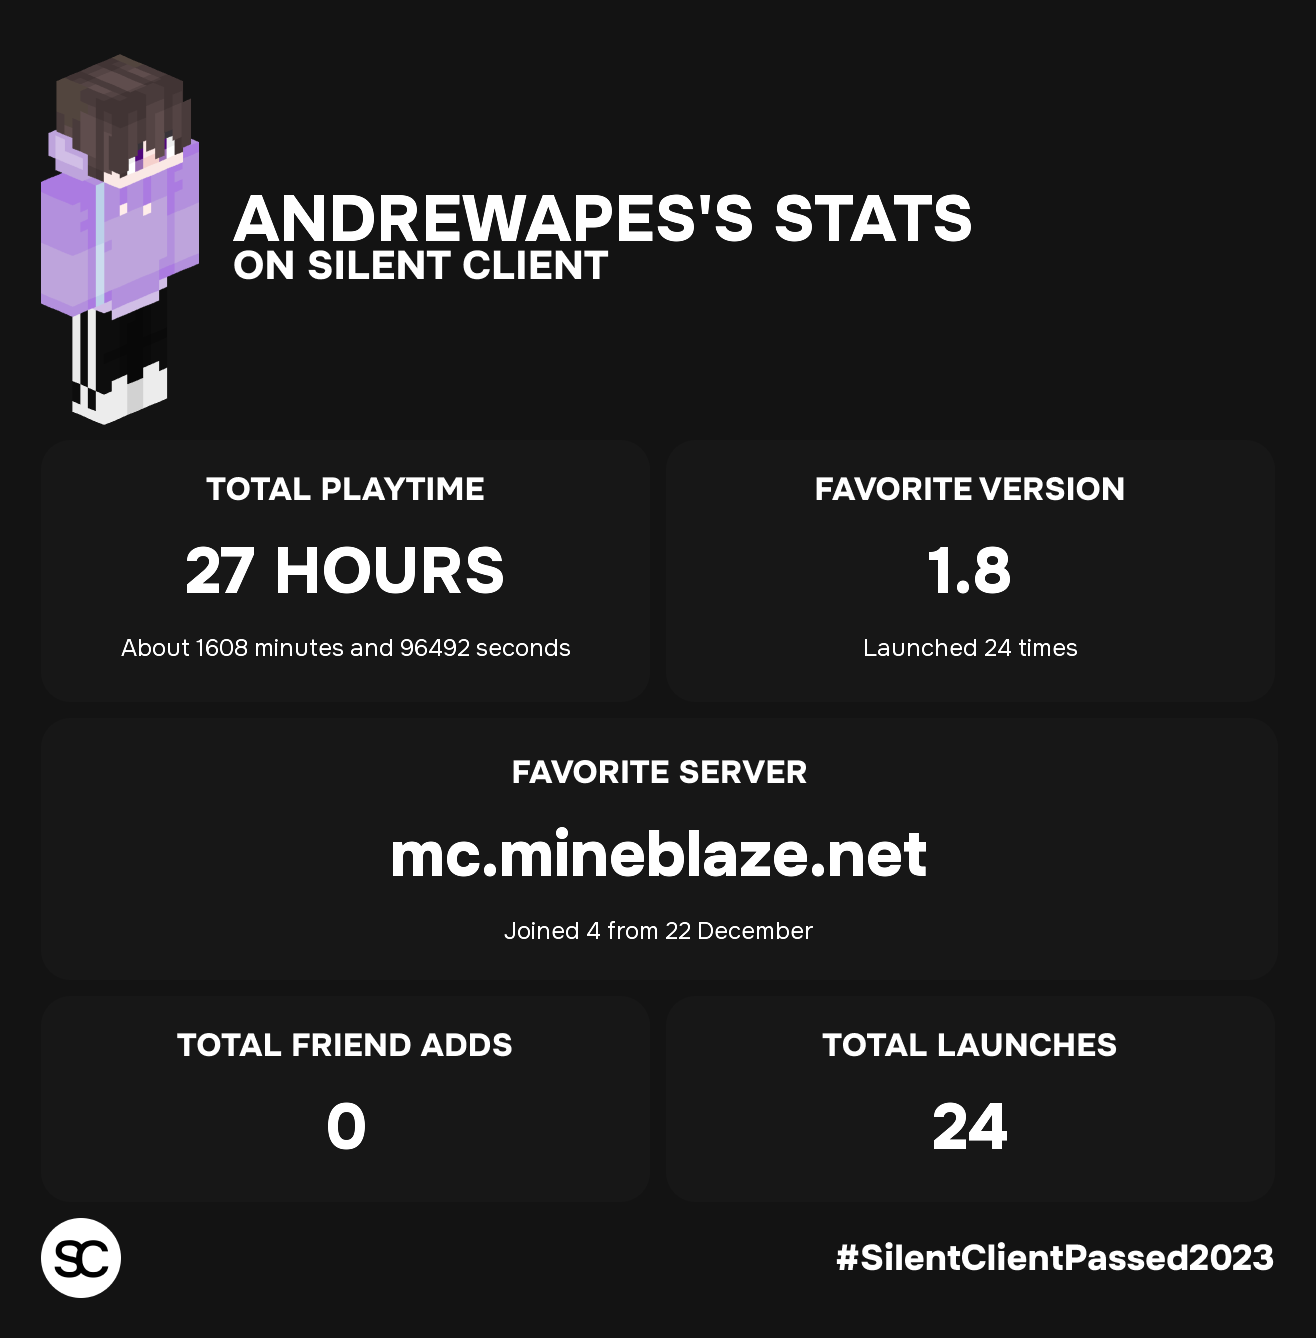 ANDREWAPES'S STATS
ON SILENT CLIENT
TOTAL PLAYTIME
27 HOURS
About 1608 minutes and 96492 seconds
FAVORITE VERSION
1.8
Launched 24 times
FAVORITE SERVER
mc.mineblaze.net
Joined 4 from 22 December
TOTAL FRIEND ADDS
0
TOTAL LAUNCHES
24
SC
#SilentClientPassed2023